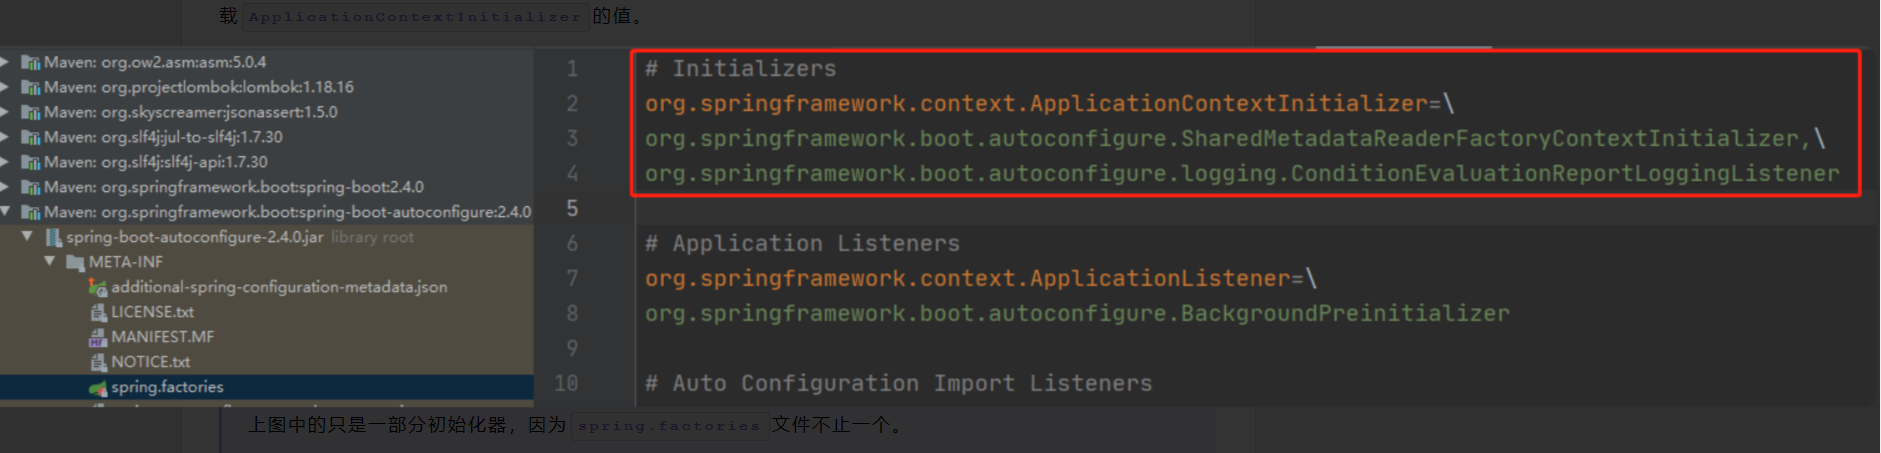 载 ApplicationContextInitializer 的值。
Maven: org.ow2.asm:asm:5.0.4
Maven: org.projectlombok:lombok:1.18.16
Maven: org.skyscreamer:jsonassert:1.5.0
Maven: org.slf4j:jul-to-slf4j:1.7.30
Maven: org.slf4j:slf4j-api:1.7.30
Maven: org.springframework.boot:spring-boot:2.4.0
Maven: org.springframework.boot:spring-boot-autoconfigure:2.4.0
spring-boot-autoconfigure-2.4.0.jar library root
META-INF
additional-spring-configuration-metadata.json
LICENSE.txt
MANIFEST.MF
NOTICE.txt
spring.factories
1 # Initializers
2 org.springframework.context.ApplicationContextInitializer=\
3 org.springframework.boot.autoconfigure.SharedMetadataReaderFactoryContextInitializer,\
4 org.springframework.boot.autoconfigure.logging.ConditionEvaluationReportLoggingListener
5
6 # Application Listeners
7 org.springframework.context.ApplicationListener=\
8 org.springframework.boot.autoconfigure.BackgroundPreinitializer
9
10 # Auto Configuration Import Listeners
上图中的只是一部分初始化器，因为 spring.factories 文件不止一个。